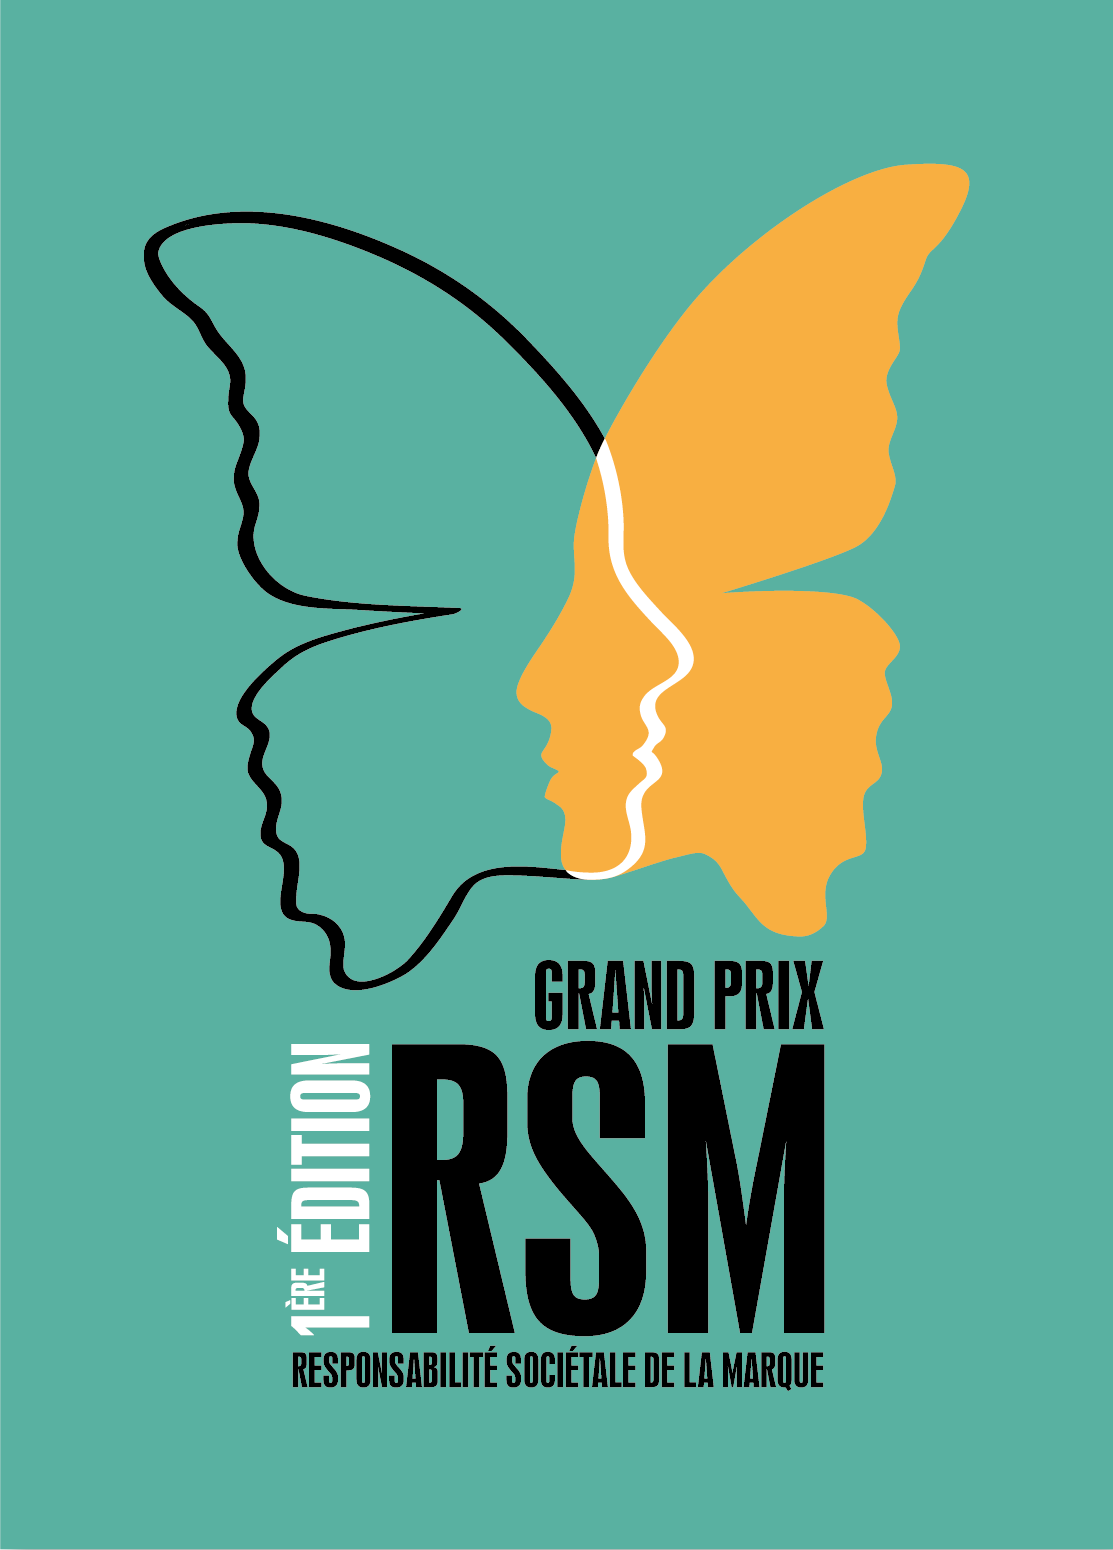 GRAND PRIX
1ÈRE ÉDITION
RSM
RESPONSABILITÉ SOCIÉTALE DE LA MARQUE